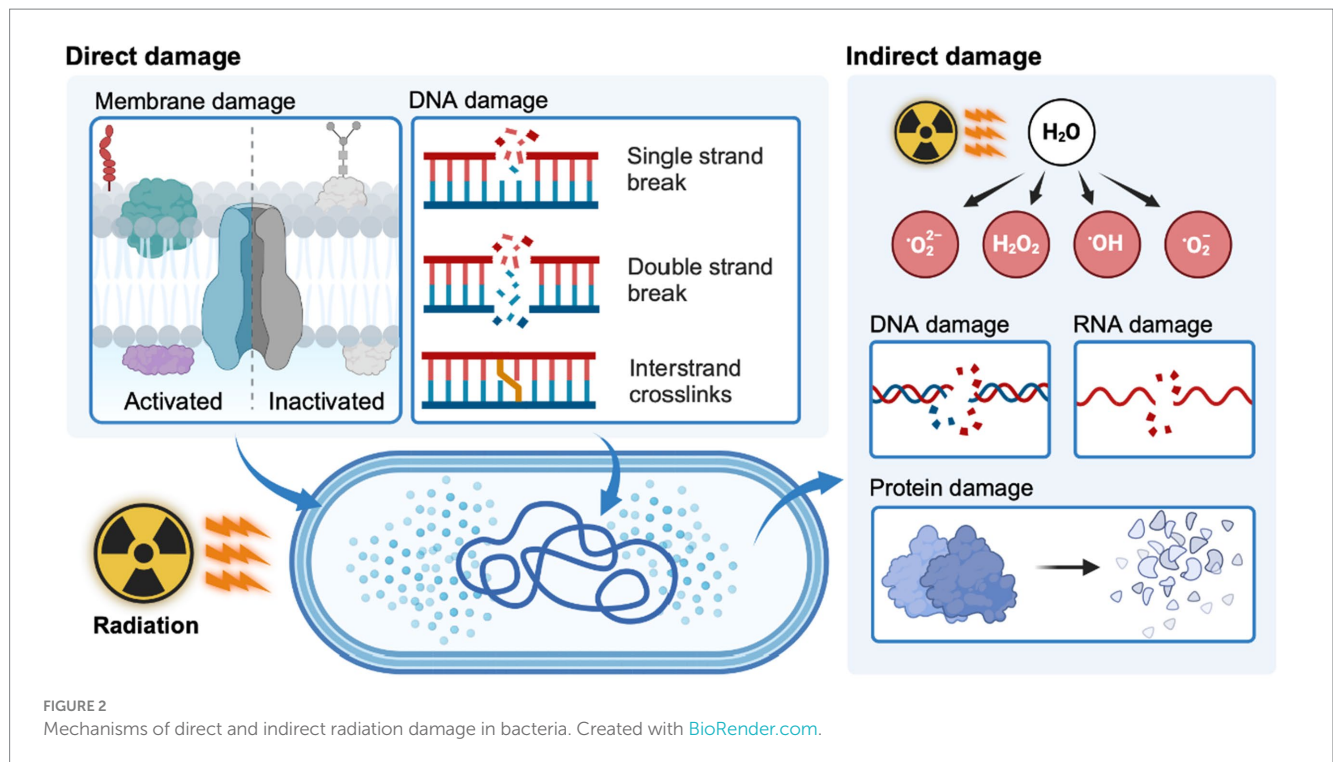 Direct damage
Membrane damage
Activated
Inactivated
DNA damage
Single strand
break
Double strand
break
Interstrand
crosslinks
Radiation
Indirect damage
H₂O
·O₂²⁻
H₂O₂
·OH
·O₂⁻
DNA damage
RNA damage
Protein damage
FIGURE 2
Mechanisms of direct and indirect radiation damage in bacteria. Created with BioRender.com.